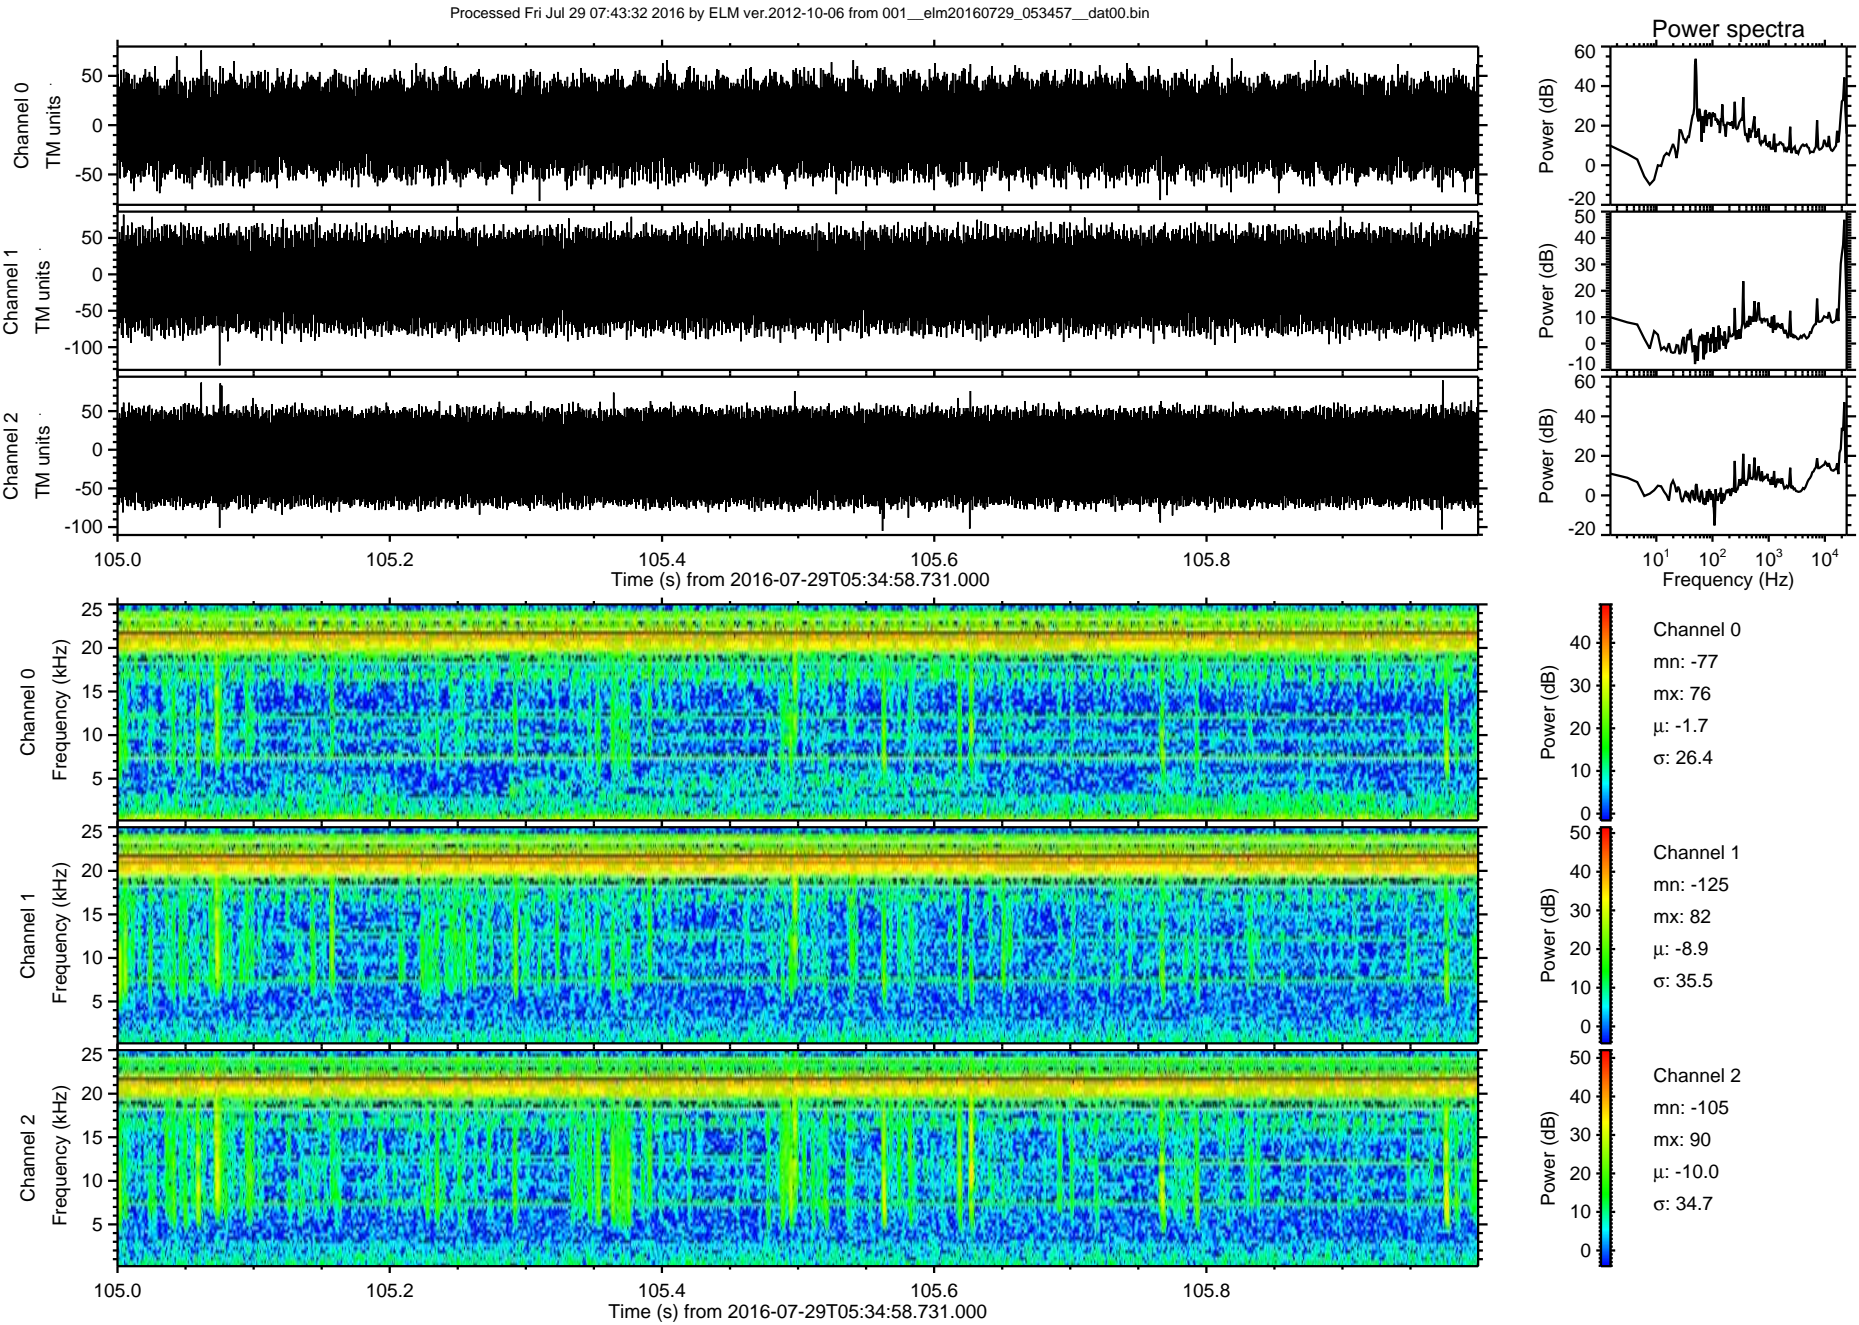 Processed Fri Jul 29 07:43:32 2016 by ELM ver.2012-10-06 from 001__elm20160729_053457__dat00.bin
Power spectra
Channel 0
TM units
50
0
-50
Power (dB)
60
40
20
0
-20
Channel 1
TM units
50
0
-50
-100
Power (dB)
50
40
30
20
10
0
-10
Channel 2
TM units
50
0
-50
-100
Power (dB)
60
40
20
0
-20
105.0 105.2 105.4 105.6 105.8
Time (s) from 2016-07-29T05:34:58.731.000
10^1 10^2 10^3 10^4
Frequency (Hz)
Channel 0
Frequency (kHz)
25
20
15
10
5
Power (dB)
40
30
20
10
0
Channel 0
mn: -77
mx: 76
µ: -1.7
σ: 26.4
Channel 1
Frequency (kHz)
25
20
15
10
5
Power (dB)
50
40
30
20
10
0
Channel 1
mn: -125
mx: 82
µ: -8.9
σ: 35.5
Channel 2
Frequency (kHz)
25
20
15
10
5
Power (dB)
50
40
30
20
10
0
Channel 2
mn: -105
mx: 90
µ: -10.0
σ: 34.7
105.0 105.2 105.4 105.6 105.8
Time (s) from 2016-07-29T05:34:58.731.000